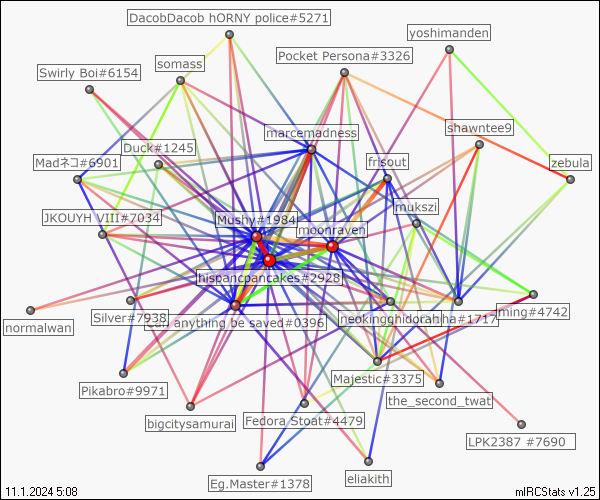 DacobDacob hORNY police#5271
yoshimanden
Pocket Persona#3326
somass
Swirly Boi#6154
marcemadness
shawntee9
Duck#1245
Madネコ#6901
frisout
zebula
mukszi
JKOUYH VIII#7034
Mushy#1984
moonraven
hispancpancakes#2928
ming#4742
normalwan
Silver#7938
can anything be saved#0396
neokingghidorah
ha#1717
Majestic#3375
Pikabro#9971
the_second_twat
bigcitysamurai
Fedora Stoat#4479
LPK2387 #7690
Eg.Master#1378
eliakith
11.1.2024 5:08
mIRCStats v1.25